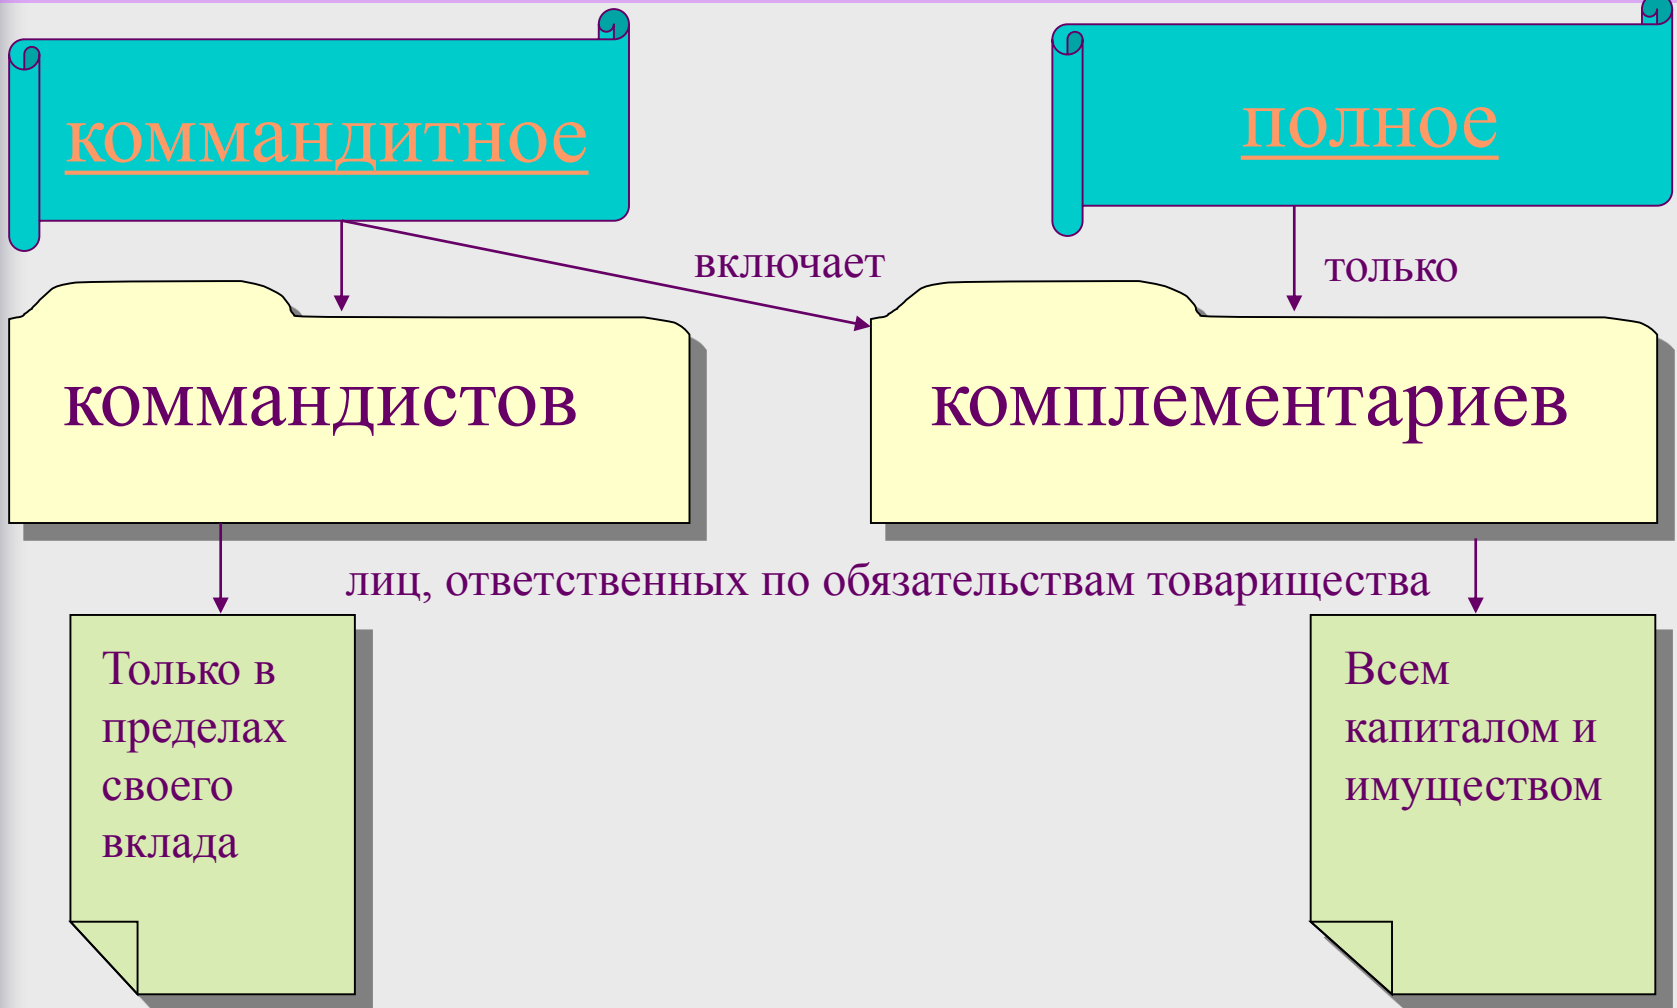 коммандитное
полное
включает
только
коммандистов
комплементариев
лиц, ответственных по обязательствам товарищества
Только в
пределах
своего
вклада
Всем
капиталом и
имуществом